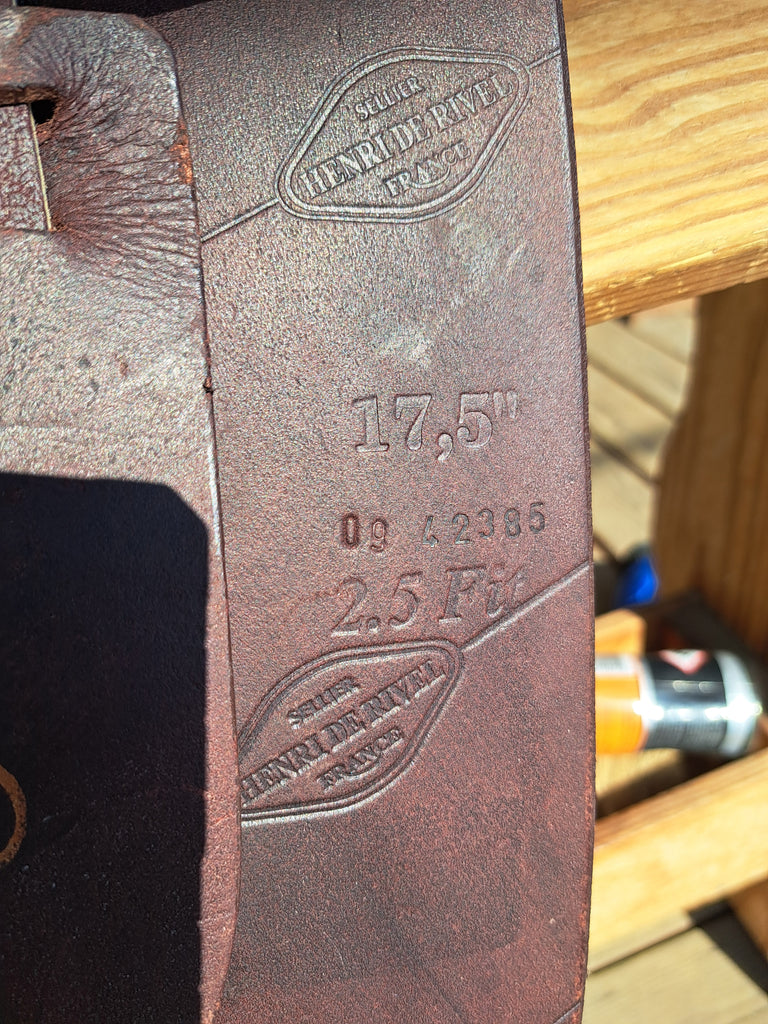 SELLIER
HENRI DE RIVEL
FRANCE
17,5"
09 42385
2.5 Fit
SELLIER
HENRI DE RIVEL
FRANCE